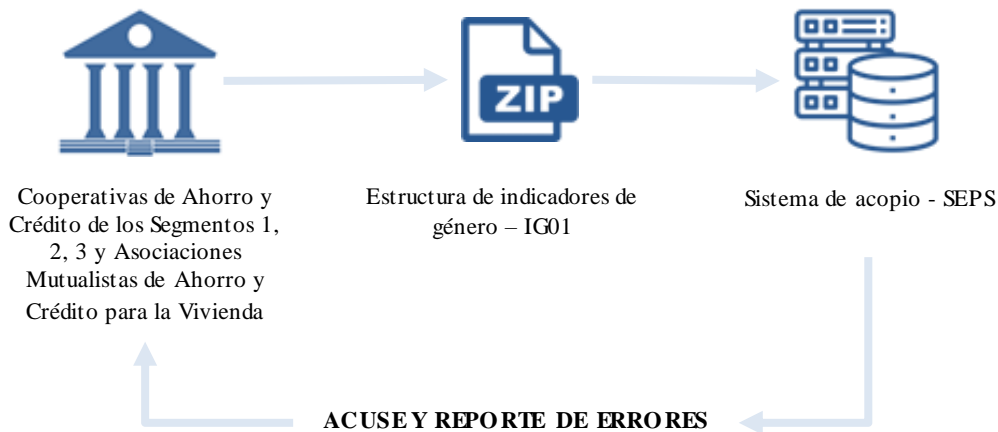 ZIP
Cooperativas de Ahorro y
Crédito de los Segmentos 1,
2, 3 y Asociaciones
Mutualistas de Ahorro y
Crédito para la Vivienda
Estructura de indicadores de
género – IG01
Sistema de acopio - SEPS
ACUSE Y REPORTE DE ERRORES